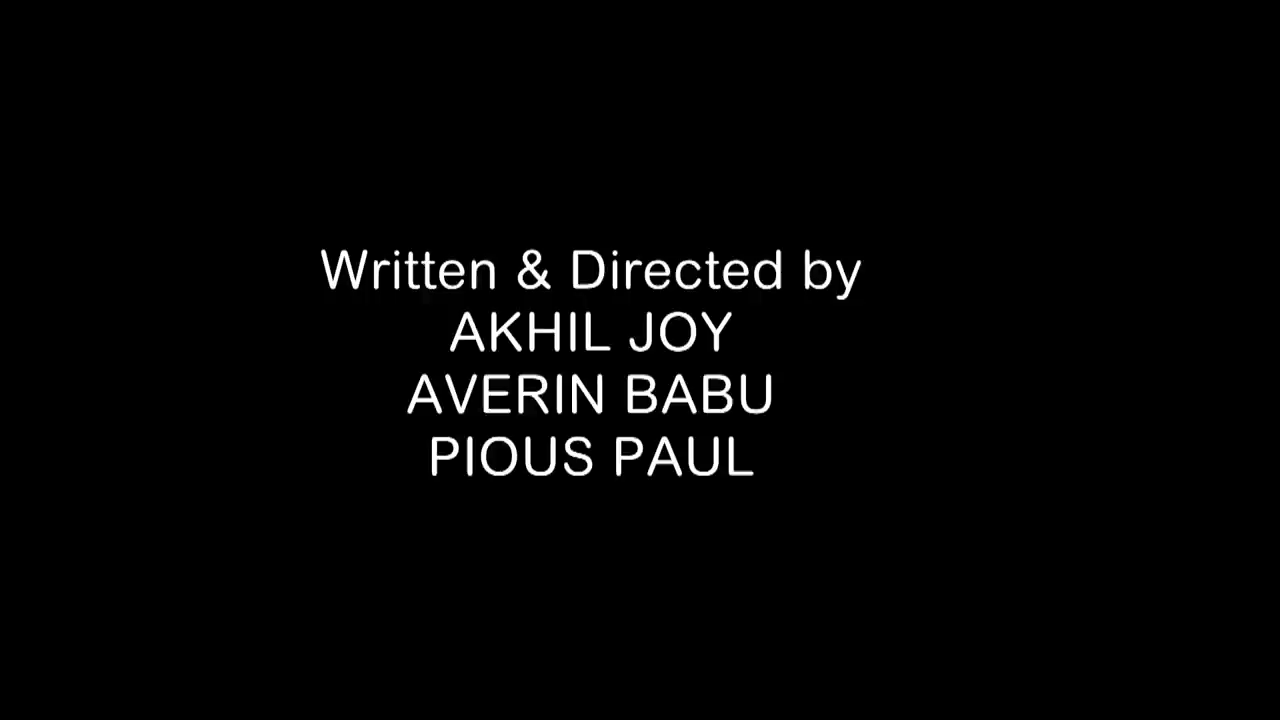 Written & Directed by
AKHIL JOY
AVERIN BABU
PIOUS PAUL